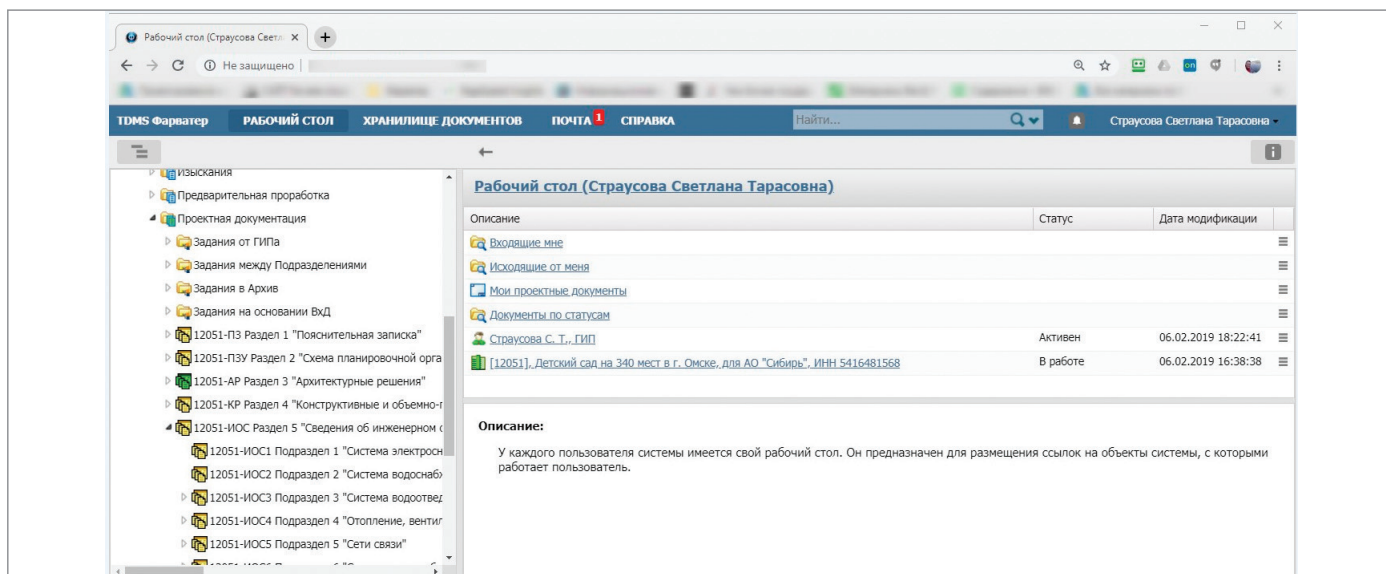 Рабочий стол (Страусова Светл
Не защищено
TDMS Фарватер РАБОЧИЙ СТОЛ ХРАНИЛИЩЕ ДОКУМЕНТОВ ПОЧТА 1 СПРАВКА Найти... Страусова Светлана Тарасовна
Изыскания
Предварительная проработка
Проектная документация
Задания от ГИПа
Задания между Подразделениями
Задания в Архив
Задания на основании ВхД
12051-ПЗ Раздел 1 "Пояснительная записка"
12051-ПЗУ Раздел 2 "Схема планировочной орга
12051-АР Раздел 3 "Архитектурные решения"
12051-КР Раздел 4 "Конструктивные и объемно-п
12051-ИОС Раздел 5 "Сведения об инженерном о
12051-ИОС1 Подраздел 1 "Система электросн
12051-ИОС2 Подраздел 2 "Система водоснабж
12051-ИОС3 Подраздел 3 "Система водоотвед
12051-ИОС4 Подраздел 4 "Отопление, вентил
12051-ИОС5 Подраздел 5 "Сети связи"
Рабочий стол (Страусова Светлана Тарасовна)
Описание Статус Дата модификации
Входящие мне
Исходящие от меня
Мои проектные документы
Документы по статусам
Страусова С. Т., ГИП Активен 06.02.2019 18:22:41
[12051], Детский сад на 340 мест в г. Омске, для АО "Сибирь", ИНН 5416481568 В работе 06.02.2019 16:38:38
Описание:
У каждого пользователя системы имеется свой рабочий стол. Он предназначен для размещения ссылок на объекты системы, с которыми
работает пользователь.